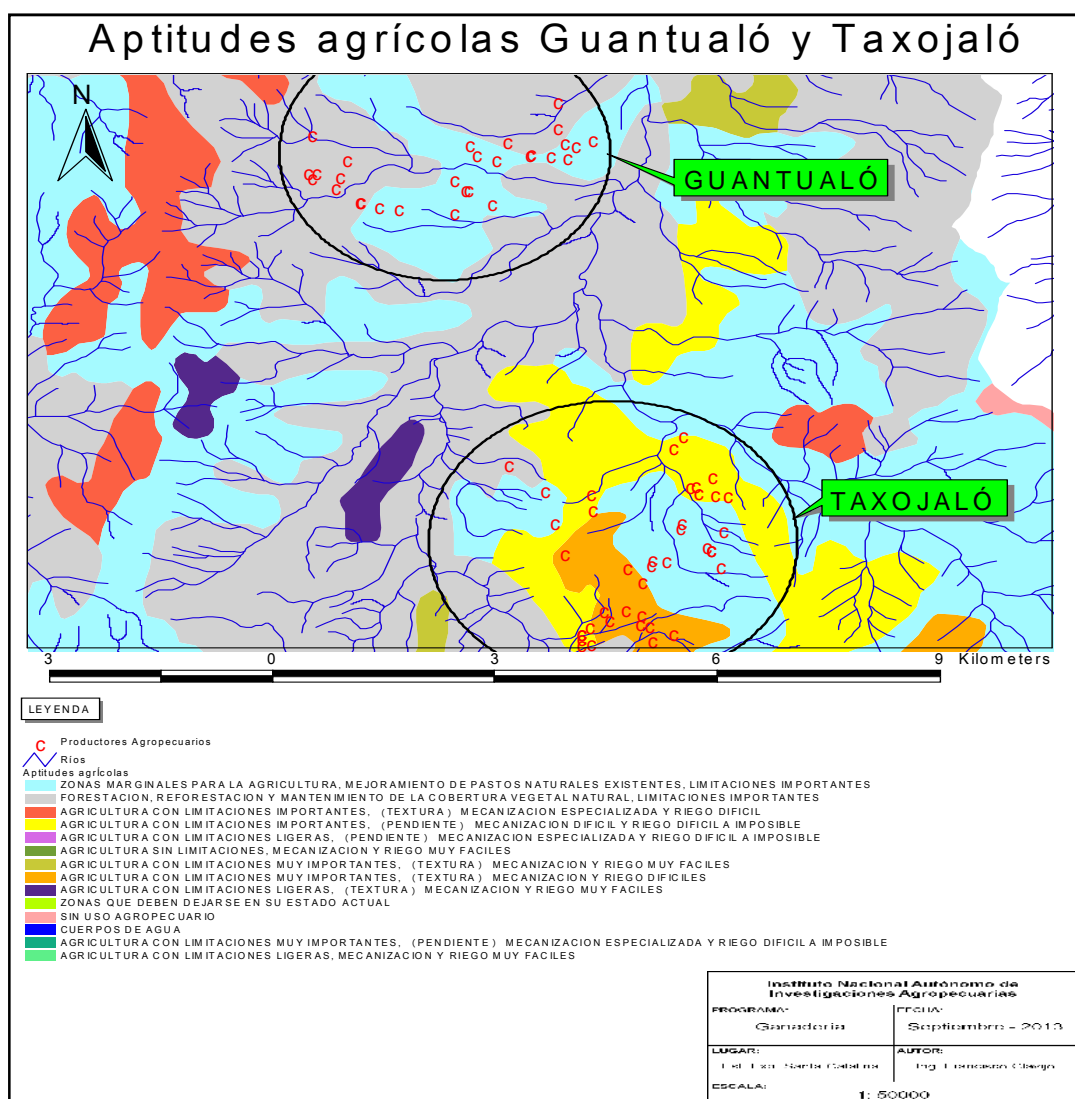 Aptitudes agrícolas Guantualó y Taxojaló
N
GUANTUALÓ
TAXOJALÓ
3 0 3 6 9 Kilometers
LEYENDA
C Productores Agropecuarios
Ríos
Aptitudes agrícolas
ZONAS MARGINALES PARA LA AGRICULTURA, MEJORAMIENTO DE PASTOS NATURALES EXISTENTES, LIMITACIONES IMPORTANTES
FORESTACION, REFORESTACION Y MANTENIMIENTO DE LA COBERTURA VEGETAL NATURAL, LIMITACIONES IMPORTANTES
AGRICULTURA CON LIMITACIONES IMPORTANTES, (TEXTURA) MECANIZACION ESPECIALIZADA Y RIEGO DIFICIL
AGRICULTURA CON LIMITACIONES IMPORTANTES, (PENDIENTE) MECANIZACION DIFICIL Y RIEGO DIFICIL A IMPOSIBLE
AGRICULTURA CON LIMITACIONES LIGERAS, (PENDIENTE) MECANIZACION ESPECIALIZADA Y RIEGO DIFICIL A IMPOSIBLE
AGRICULTURA SIN LIMITACIONES, MECANIZACION Y RIEGO MUY FACILES
AGRICULTURA CON LIMITACIONES MUY IMPORTANTES, (TEXTURA) MECANIZACION Y RIEGO MUY FACILES
AGRICULTURA CON LIMITACIONES MUY IMPORTANTES, (TEXTURA) MECANIZACION Y RIEGO DIFICILES
AGRICULTURA CON LIMITACIONES LIGERAS, (TEXTURA) MECANIZACION Y RIEGO MUY FACILES
ZONAS QUE DEBEN DEJARSE EN SU ESTADO ACTUAL
SIN USO AGROPECUARIO
CUERPOS DE AGUA
AGRICULTURA CON LIMITACIONES MUY IMPORTANTES, (PENDIENTE) MECANIZACION ESPECIALIZADA Y RIEGO DIFICIL A IMPOSIBLE
AGRICULTURA CON LIMITACIONES LIGERAS, MECANIZACION Y RIEGO MUY FACILES
Instituto Nacional Autónomo de
Investigaciones Agropecuarias
PROGRAMA: FECHA:
Ganaderia Septiembre - 2013
LUGAR: AUTOR:
Est. Exp. Santa Catalina Ing. Francisco Clavijo
ESCALA:
1: 50000